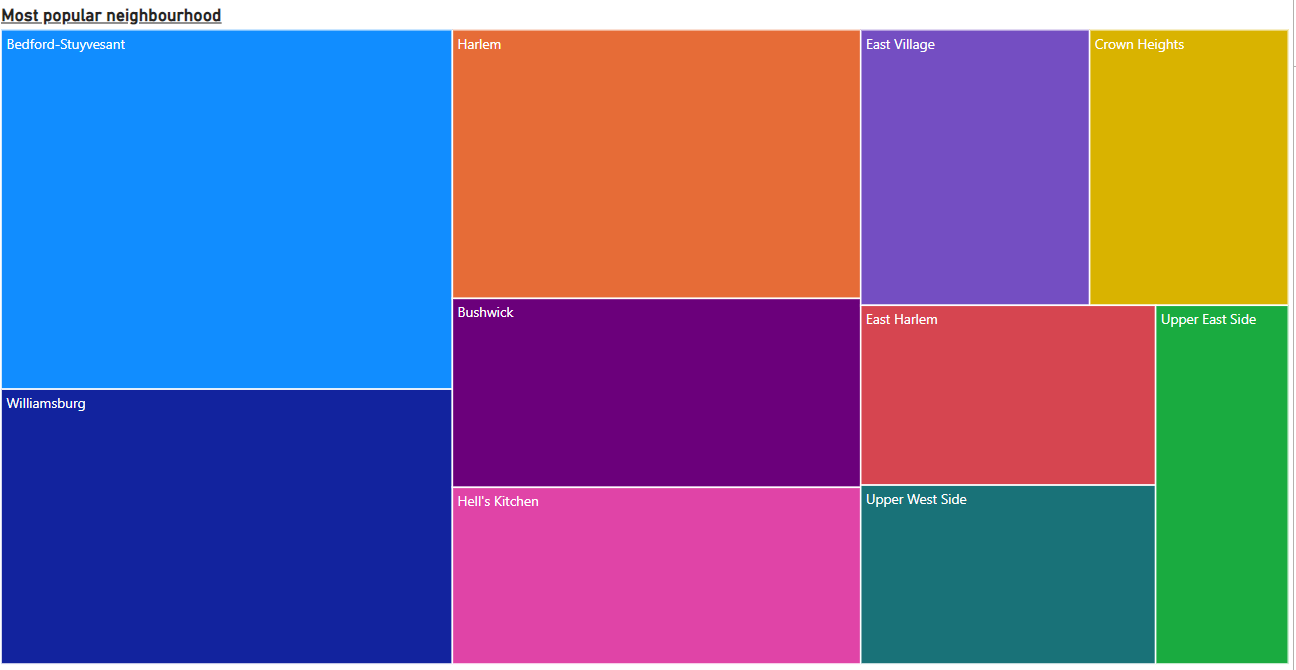 Most popular neighbourhood
Bedford-Stuyvesant
Williamsburg
Harlem
Bushwick
Hell's Kitchen
East Village
Crown Heights
East Harlem
Upper West Side
Upper East Side